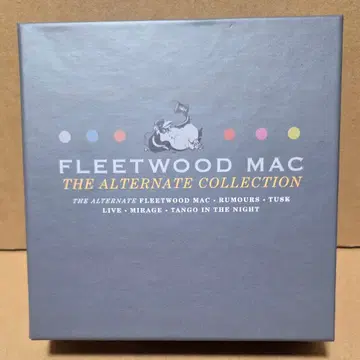 FLEETWOOD MAC
THE ALTERNATE COLLECTION
THE ALTERNATE FLEETWOOD MAC • RUMOURS • TUSK
LIVE • MIRAGE • TANGO IN THE NIGHT